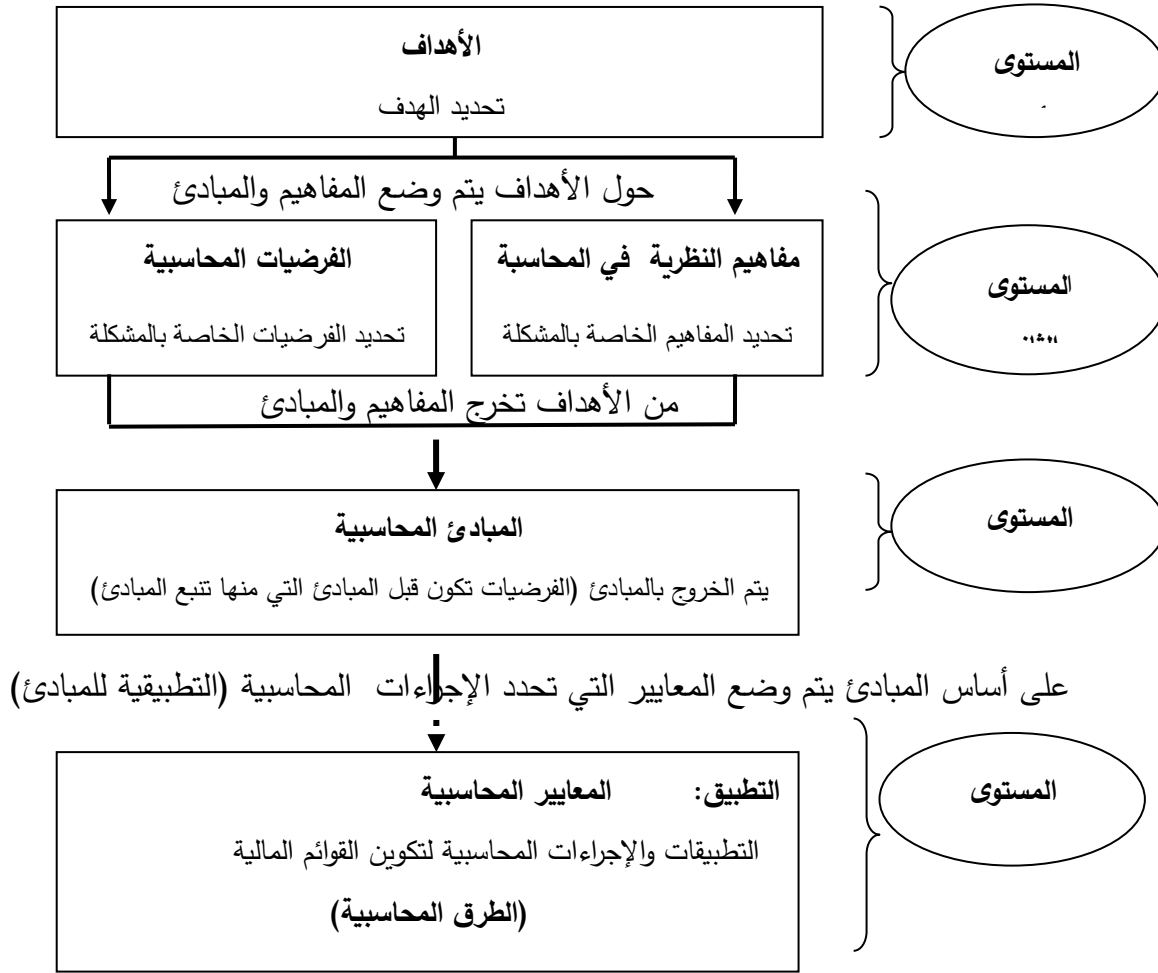 الأهداف
تحديد الهدف
المستوى
حول الأهداف يتم وضع المفاهيم والمبادئ
مفاهيم النظرية في المحاسبة
تحديد المفاهيم الخاصة بالمشكلة
الفرضيات المحاسبية
تحديد الفرضيات الخاصة بالمشكلة
المستوى
من الأهداف تخرج المفاهيم والمبادئ
المبادئ المحاسبية
يتم الخروج بالمبادئ (الفرضيات تكون قبل المبادئ التي منها تنبع المبادئ)
المستوى
على أساس المبادئ يتم وضع المعايير التي تحدد الإجراءات المحاسبية (التطبيقية للمبادئ)
التطبيق: المعايير المحاسبية
التطبيقات والإجراءات المحاسبية لتكوين القوائم المالية
(الطرق المحاسبية)
المستوى